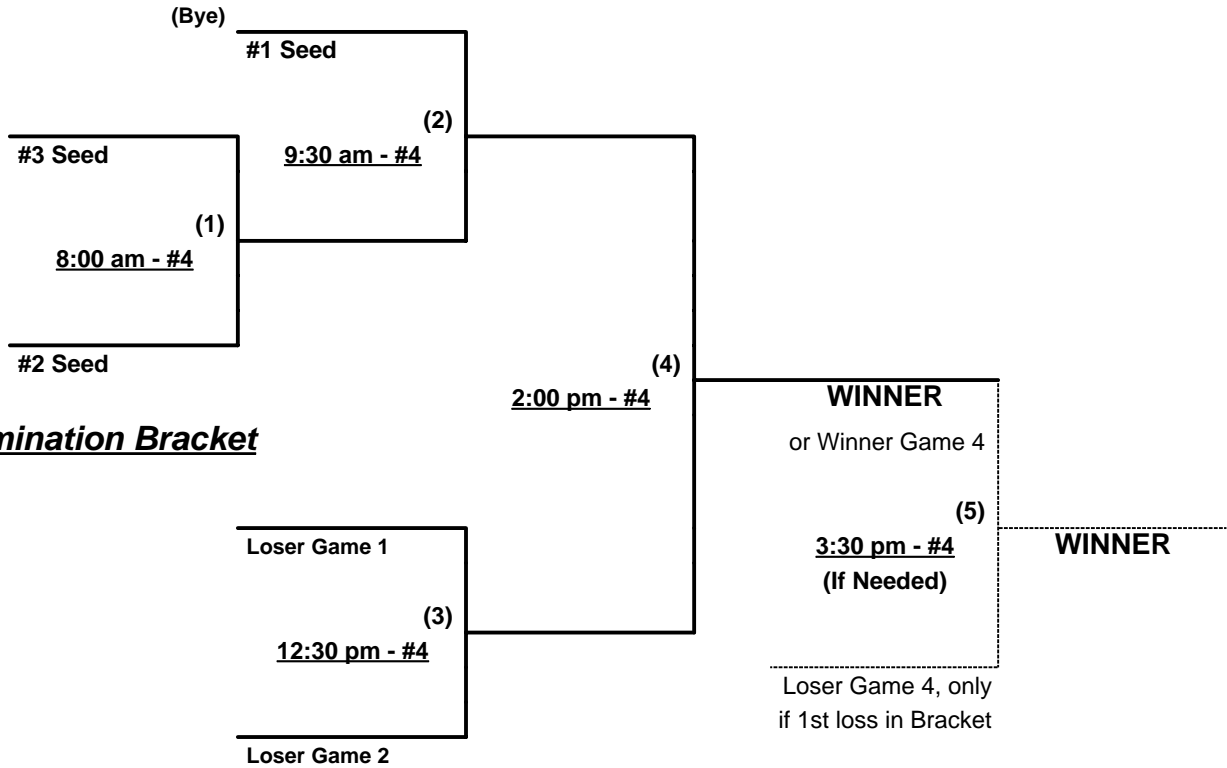 (Bye)
#1 Seed
(2)
9:30 am - #4
#3 Seed
(1)
8:00 am - #4
#2 Seed
(4)
2:00 pm - #4
WINNER
or Winner Game 4
mination Bracket
Loser Game 1
(5)
3:30 pm - #4
(If Needed)
WINNER
(3)
12:30 pm - #4
Loser Game 4, only
if 1st loss in Bracket
Loser Game 2